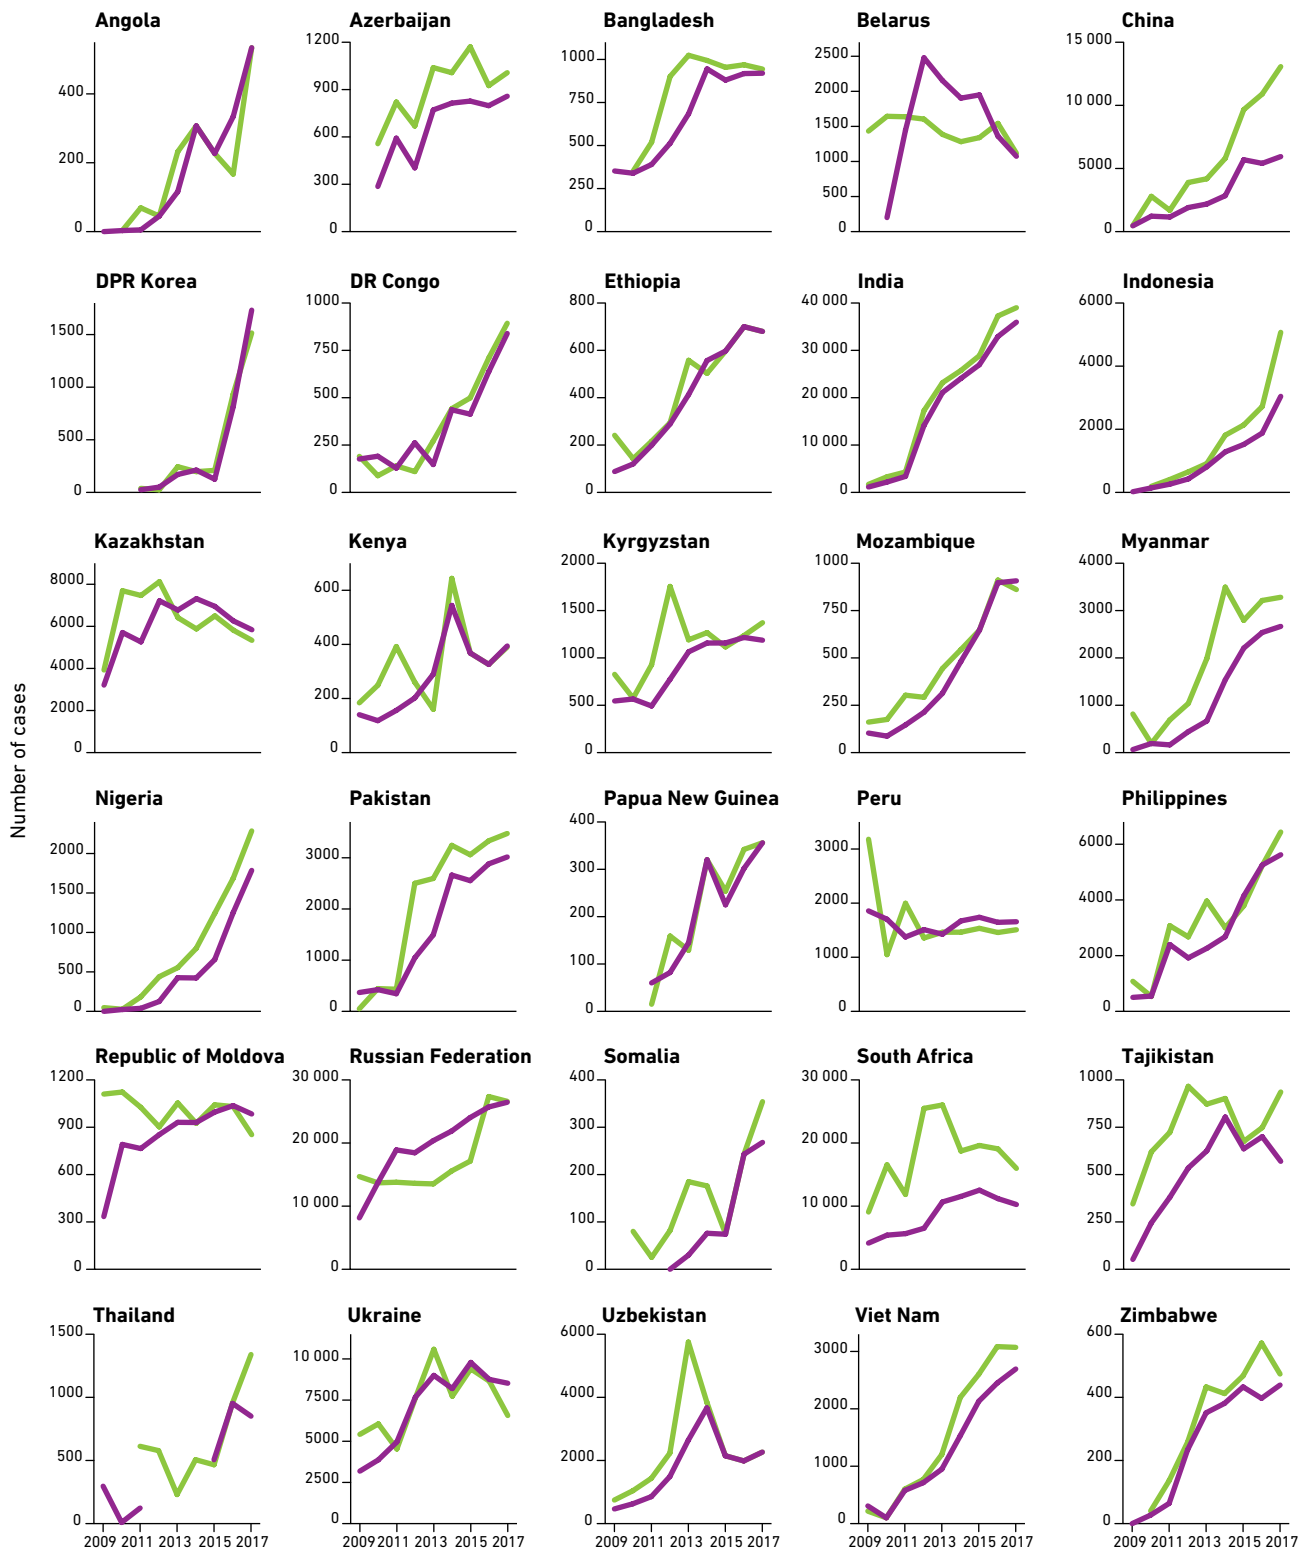 Angola Azerbaijan Bangladesh Belarus China
400 200 0
1200 900 600 300 0
1000 750 500 250 0
2500 2000 1500 1000 500 0
15 000 10 000 5000 0
DPR Korea DR Congo Ethiopia India Indonesia
1500 1000 500 0
1000 750 500 250 0
800 600 400 200 0
40 000 30 000 20 000 10 000 0
6000 4000 2000 0
Kazakhstan Kenya Kyrgyzstan Mozambique Myanmar
8000 6000 4000 2000 0
600 400 200 0
2000 1500 1000 500 0
1000 750 500 250 0
4000 3000 2000 1000 0
Number of cases
Nigeria Pakistan Papua New Guinea Peru Philippines
2000 1500 1000 500 0
3000 2000 1000 0
400 300 200 100 0
3000 2000 1000 0
6000 4000 2000 0
Republic of Moldova Russian Federation Somalia South Africa Tajikistan
1200 900 600 300 0
30 000 20 000 10 000 0
400 300 200 100 0
30 000 20 000 10 000 0
1000 750 500 250 0
Thailand Ukraine Uzbekistan Viet Nam Zimbabwe
1500 1000 500 0
10 000 7500 5000 2500 0
6000 4000 2000 0
3000 2000 1000 0
600 400 200 0
2009 2011 2013 2015 2017 2009 2011 2013 2015 2017 2009 2011 2013 2015 2017 2009 2011 2013 2015 2017 2009 2011 2013 2015 2017